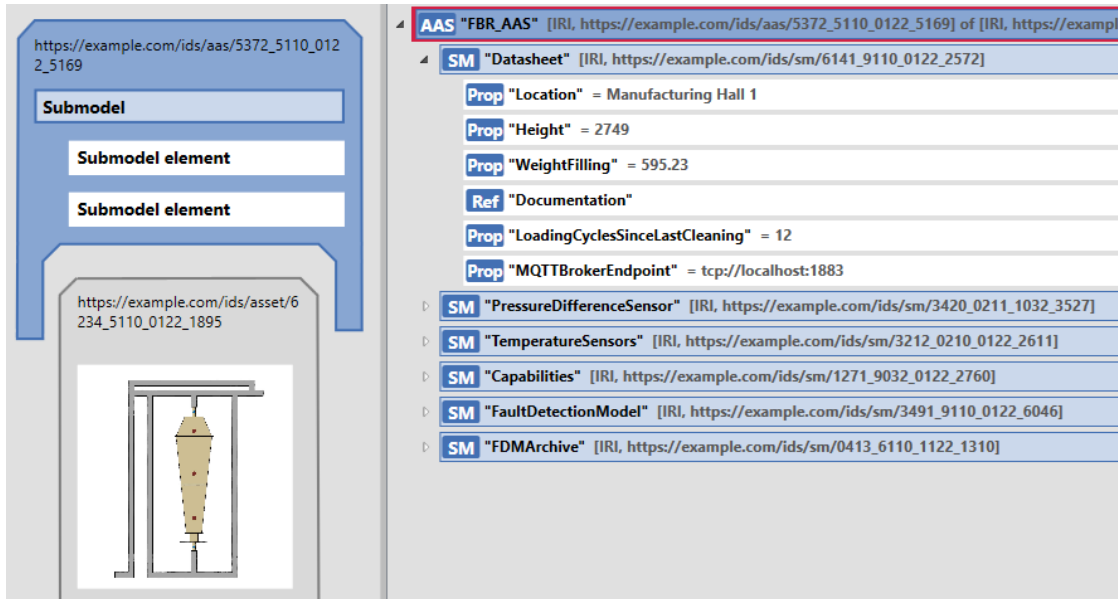 https://example.com/ids/aas/5372_5110_012
2_5169
Submodel
Submodel element
Submodel element
https://example.com/ids/asset/6
234_5110_0122_1895
AAS "FBR_AAS" [IRI, https://example.com/ids/aas/5372_5110_0122_5169] of [IRI, https://exampl
SM "Datasheet" [IRI, https://example.com/ids/sm/6141_9110_0122_2572]
Prop "Location" = Manufacturing Hall 1
Prop "Height" = 2749
Prop "WeightFilling" = 595.23
Ref "Documentation"
Prop "LoadingCyclesSinceLastCleaning" = 12
Prop "MQTTBrokerEndpoint" = tcp://localhost:1883
SM "PressureDifferenceSensor" [IRI, https://example.com/ids/sm/3420_0211_1032_3527]
SM "TemperatureSensors" [IRI, https://example.com/ids/sm/3212_0210_0122_2611]
SM "Capabilities" [IRI, https://example.com/ids/sm/1271_9032_0122_2760]
SM "FaultDetectionModel" [IRI, https://example.com/ids/sm/3491_9110_0122_6046]
SM "FDMArchive" [IRI, https://example.com/ids/sm/0413_6110_1122_1310]